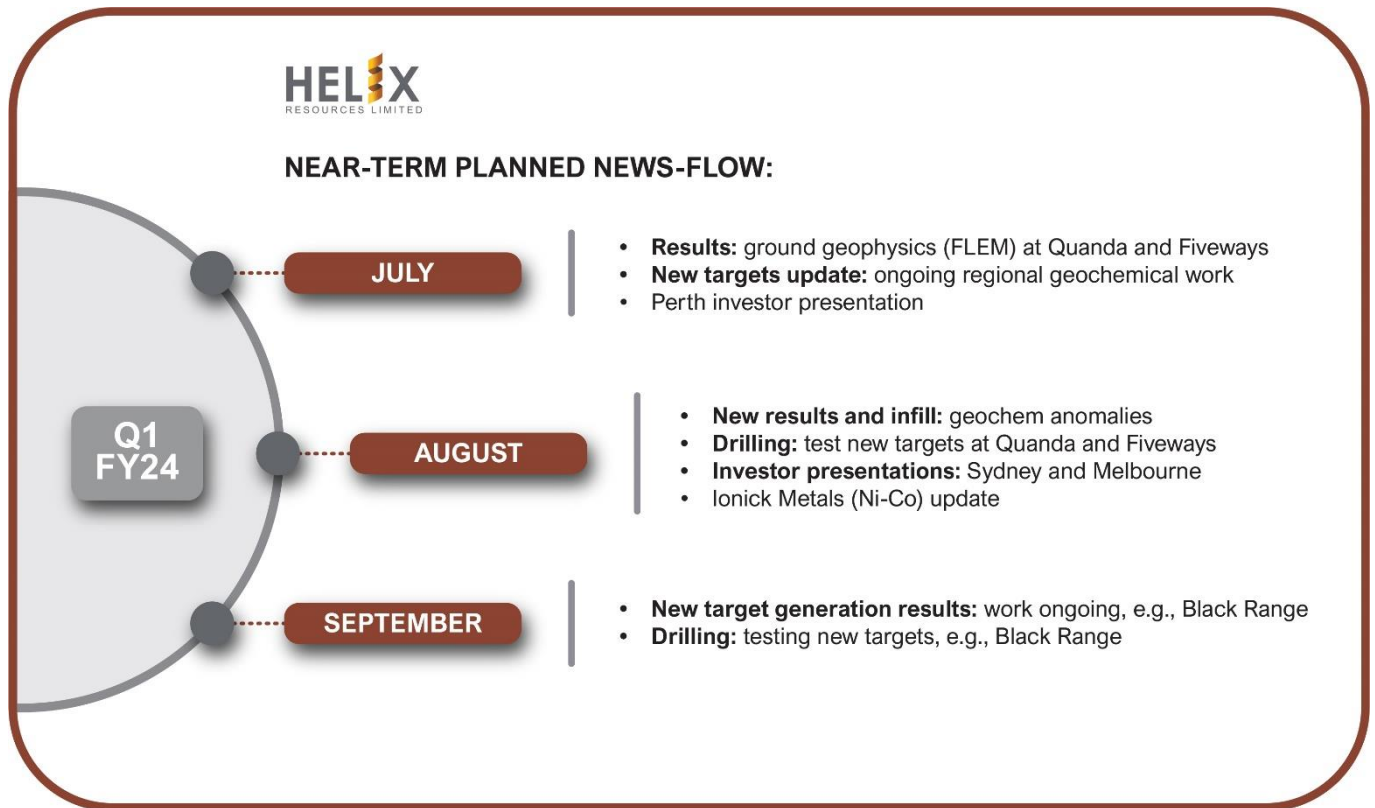 HELIX
RESOURCES LIMITED
NEAR-TERM PLANNED NEWS-FLOW:
JULY
• Results: ground geophysics (FLEM) at Quanda and Fiveways
• New targets update: ongoing regional geochemical work
• Perth investor presentation
Q1
FY24
AUGUST
• New results and infill: geochem anomalies
• Drilling: test new targets at Quanda and Fiveways
• Investor presentations: Sydney and Melbourne
• Ionick Metals (Ni-Co) update
SEPTEMBER
• New target generation results: work ongoing, e.g., Black Range
• Drilling: testing new targets, e.g., Black Range